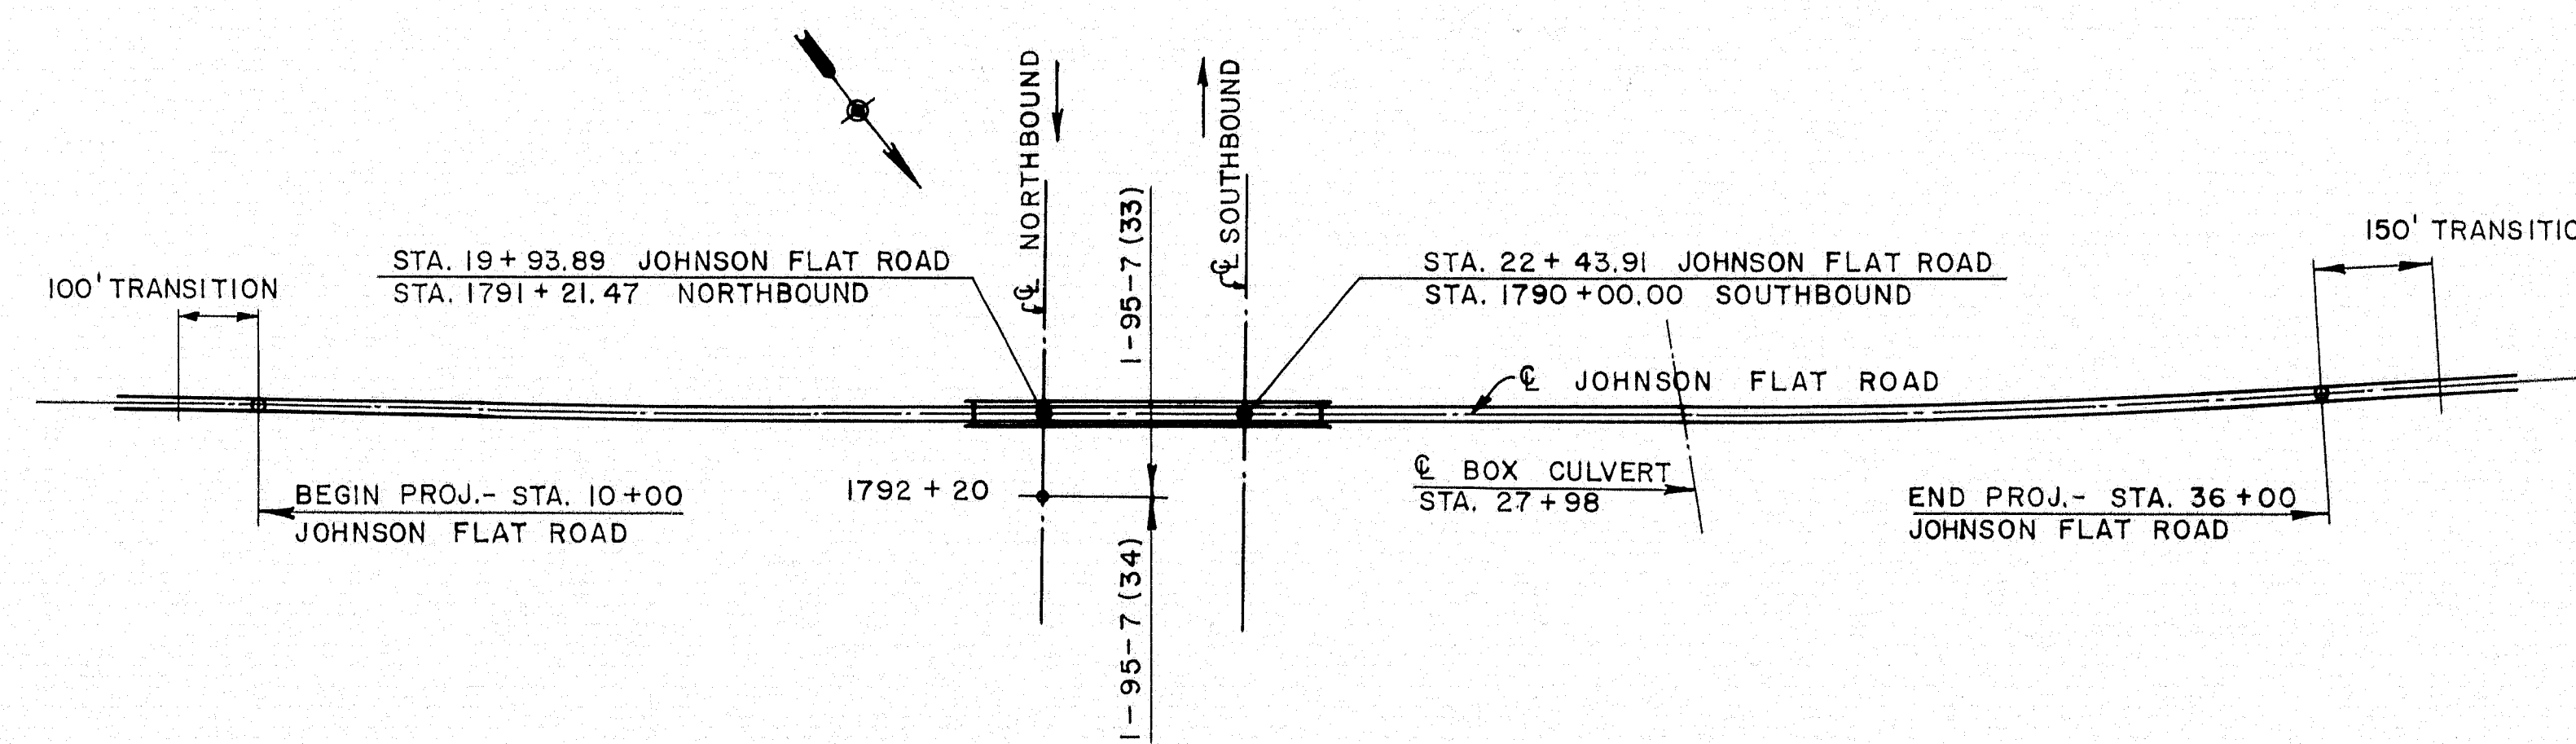 100' TRANSITION
STA. 19 + 93.89 JOHNSON FLAT ROAD
STA. 1791 + 21.47 NORTHBOUND
℄ NORTHBOUND
℄ SOUTHBOUND
I-95-7 (33)
STA. 22 + 43.91 JOHNSON FLAT ROAD
STA. 1790 +00.00 SOUTHBOUND
150' TRANSITIO
℄ JOHNSON FLAT ROAD
BEGIN PROJ.- STA. 10 +00
JOHNSON FLAT ROAD
1792 + 20
I-95-7 (34)
℄ BOX CULVERT
STA. 27 + 98
END PROJ.- STA. 36 +00
JOHNSON FLAT ROAD